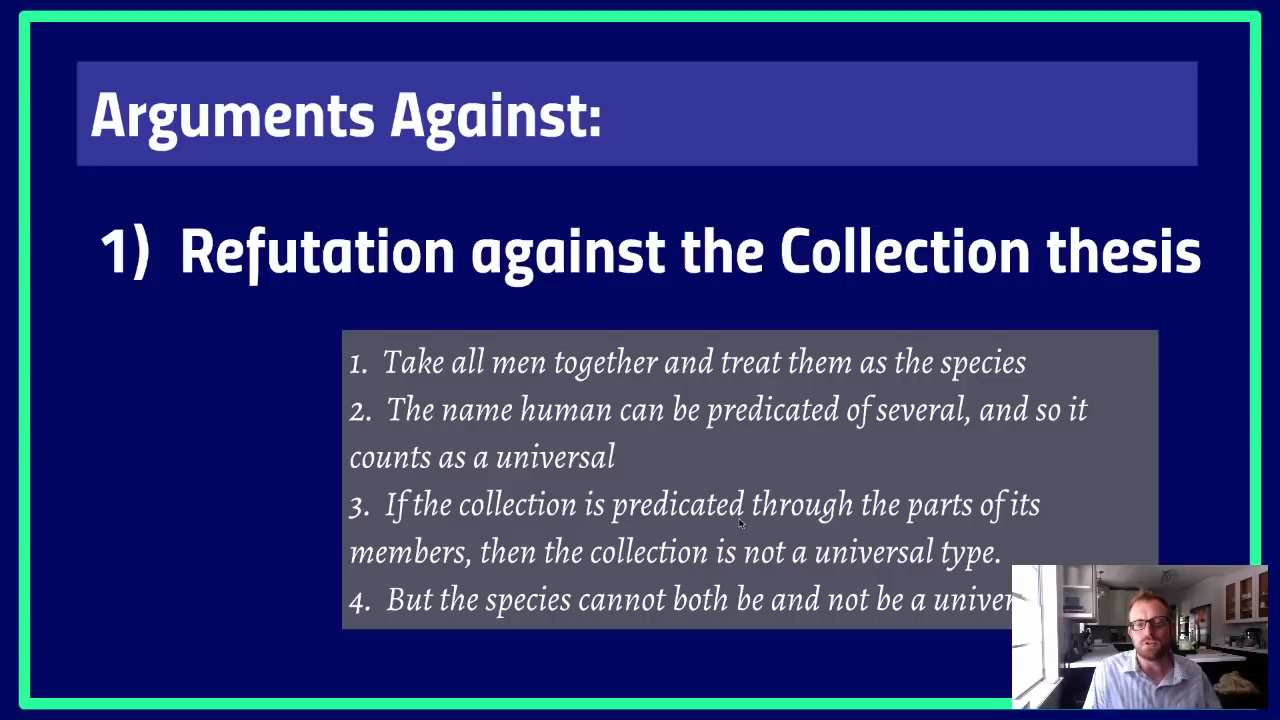 Arguments Against:
1) Refutation against the Collection thesis
1. Take all men together and treat them as the species
2. The name human can be predicated of several, and so it
counts as a universal
3. If the collection is predicated through the parts of its
members, then the collection is not a universal type.
4. But the species cannot both be and not be a